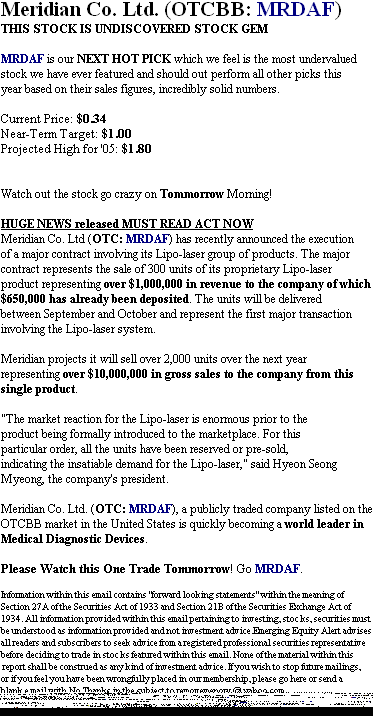 Meridian Co. Ltd. (OTCBB: MRDAF)
THIS STOCK IS UNDISCOVERED STOCK GEM
MRDAF is our NEXT HOT PICK which we feel is the most undervalued
stock we have ever featured and should out perform all other picks this
year based on their sales figures, incredibly solid numbers.
Current Price: $0.34
Near-Term Target: $1.00
Projected High for '05: $1.80
Watch out the stock go crazy on Tommorrow Morning!
HUGE NEWS released MUST READ ACT NOW
Meridian Co. Ltd (OTC: MRDAF) has recently announced the execution
of a major contract involving its Lipo-laser group of products. The major
contract represents the sale of 300 units of its proprietary Lipo-laser
product representing over $1,000,000 in revenue to the company of which
$650,000 has already been deposited. The units will be delivered
between September and October and represent the first major transaction
involving the Lipo-laser system.
Meridian projects it will sell over 2,000 units over the next year
representing over $10,000,000 in gross sales to the company from this
single product.
"The market reaction for the Lipo-laser is enormous prior to the
product being formally introduced to the marketplace. For this
particular order, all the units have been reserved or pre-sold,
indicating the insatiable demand for the Lipo-laser," said Hyeon Seong
Myeong, the company's president.
Meridian Co. Ltd. (OTC: MRDAF), a publicly traded company listed on the
OTCBB market in the United States is quickly becoming a world leader in
Medical Diagnostic Devices.
Please Watch this One Trade Tommorrow! Go MRDAF.
Information within this email contains "forward looking statements" within the meaning of
Section 27A of the Securities Act of 1933 and Section 21B of the Securities Exchange Act of
1934. All information provided within this email pertaining to investing, stocks, securities must
be understood as information provided and not investment advice. Emerging Equity Alert advises
all readers and subscribers to seek advice from a registered professional securities representative
before deciding to trade in stocks featured within this email. None of the material within this
report shall be construed as any kind of investment advice. If you wish to stop future mailings,
or if you feel you have been wrongfully placed in our membership, please go here or send a
blank e mail with No Thanks in the subject to